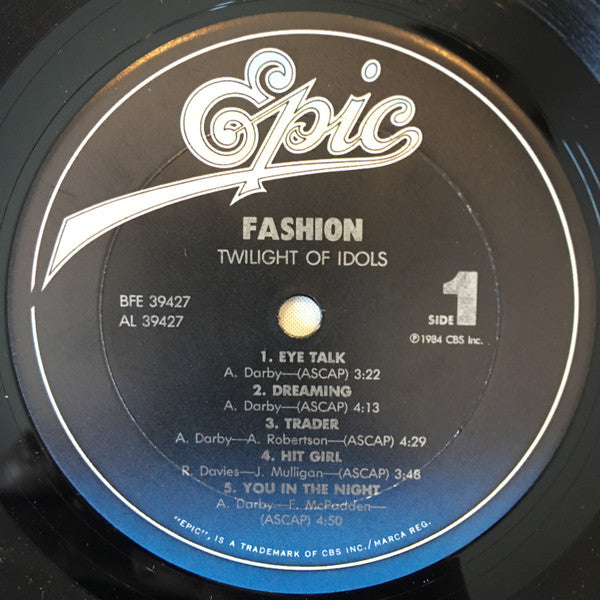 Epic
FASHION
TWILIGHT OF IDOLS
BFE 39427
AL 39427
SIDE 1
℗1984 CBS Inc.
1. EYE TALK
A. Darby—(ASCAP) 3:22
2. DREAMING
A. Darby—(ASCAP) 4:13
3. TRADER
A. Darby—A. Robertson—(ASCAP) 4:29
4. HIT GIRL
R. Davies—J. Mulligan—(ASCAP) 3:48
5. YOU IN THE NIGHT
A. Darby—E. McPadden—
(ASCAP) 4:50
"EPIC", IS A TRADEMARK OF CBS INC./MARCA REG.